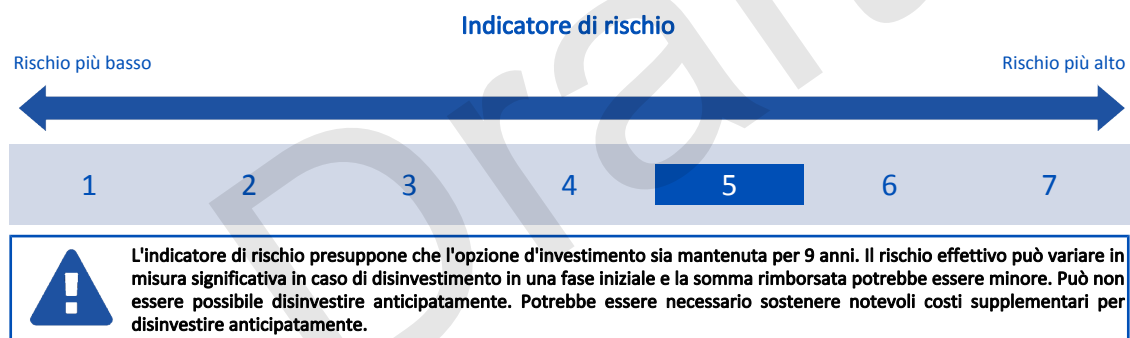 Indicatore di rischio
Rischio più basso
Rischio più alto
1 2 3 4 5 6 7
L'indicatore di rischio presuppone che l'opzione d'investimento sia mantenuta per 9 anni. Il rischio effettivo può variare in
misura significativa in caso di disinvestimento in una fase iniziale e la somma rimborsata potrebbe essere minore. Può non
essere possibile disinvestire anticipatamente. Potrebbe essere necessario sostenere notevoli costi supplementari per
disinvestire anticipatamente.